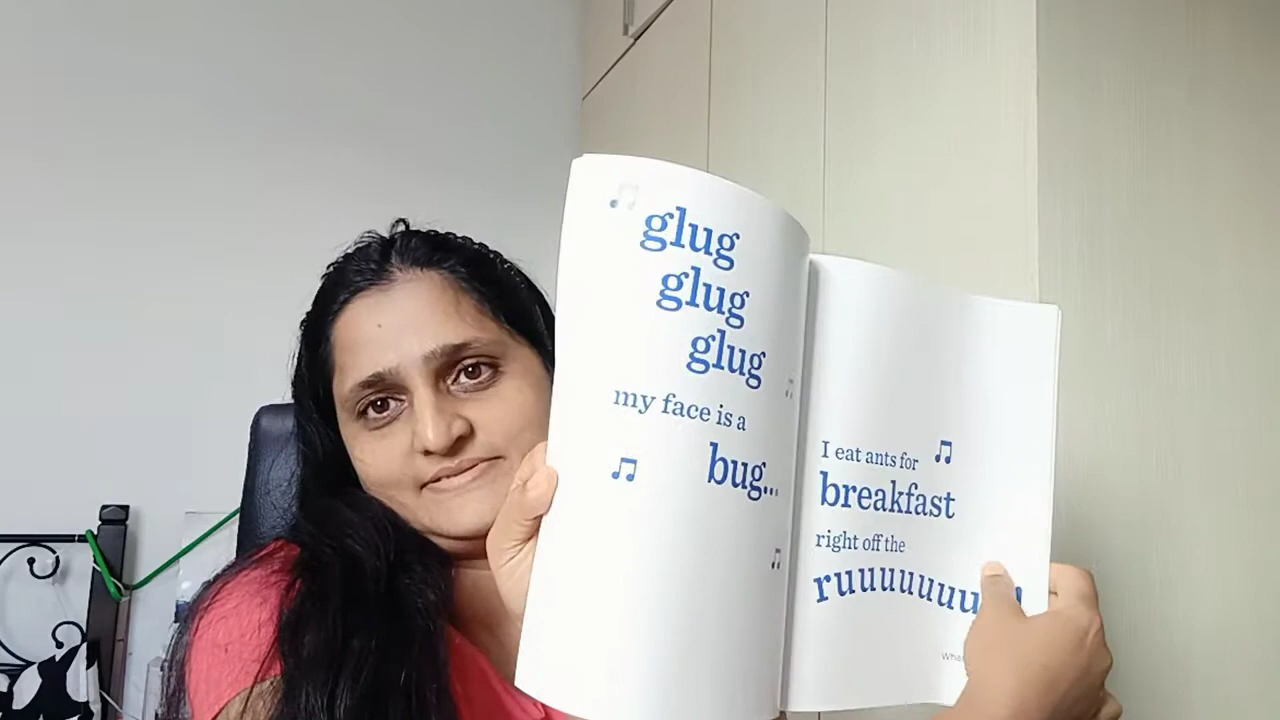 glug
glug
glug
my face is a
bug...
I eat ants for
breakfast
right off the